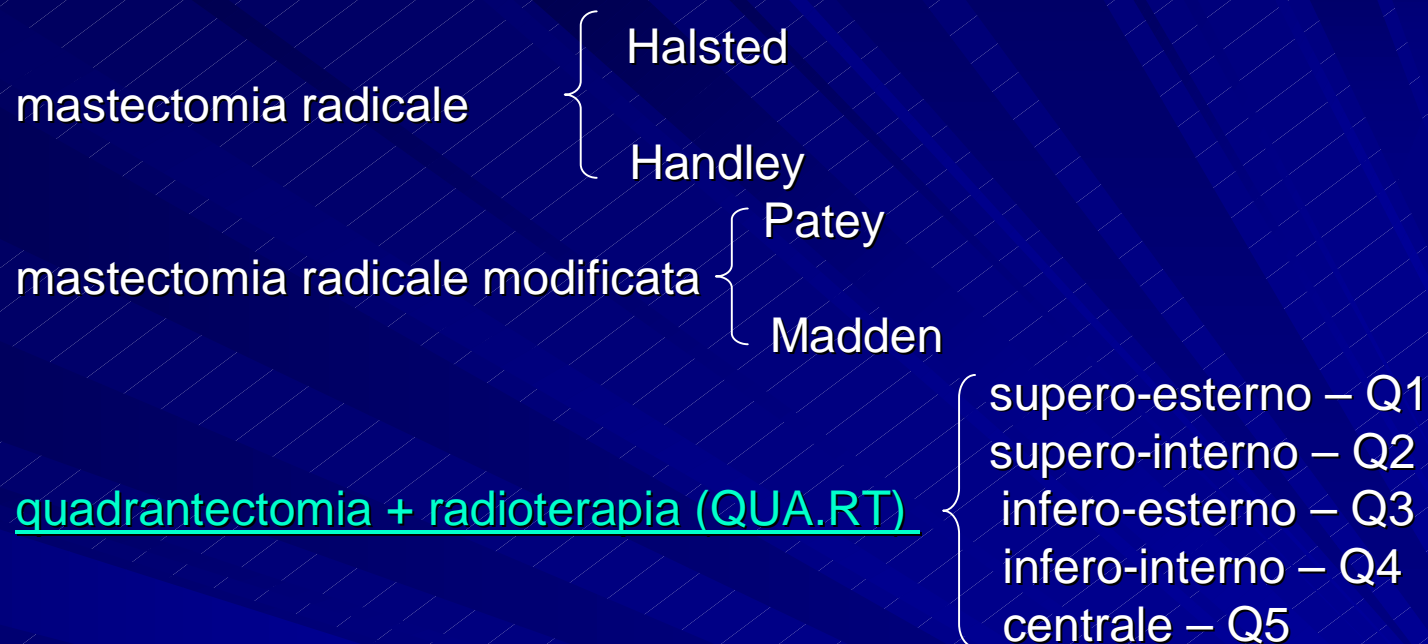 Halsted
mastectomia radicale
Handley
Patey
mastectomia radicale modificata
Madden
supero-esterno – Q1
supero-interno – Q2
quadrantectomia + radioterapia (QUA.RT)
infero-esterno – Q3
infero-interno – Q4
centrale – Q5